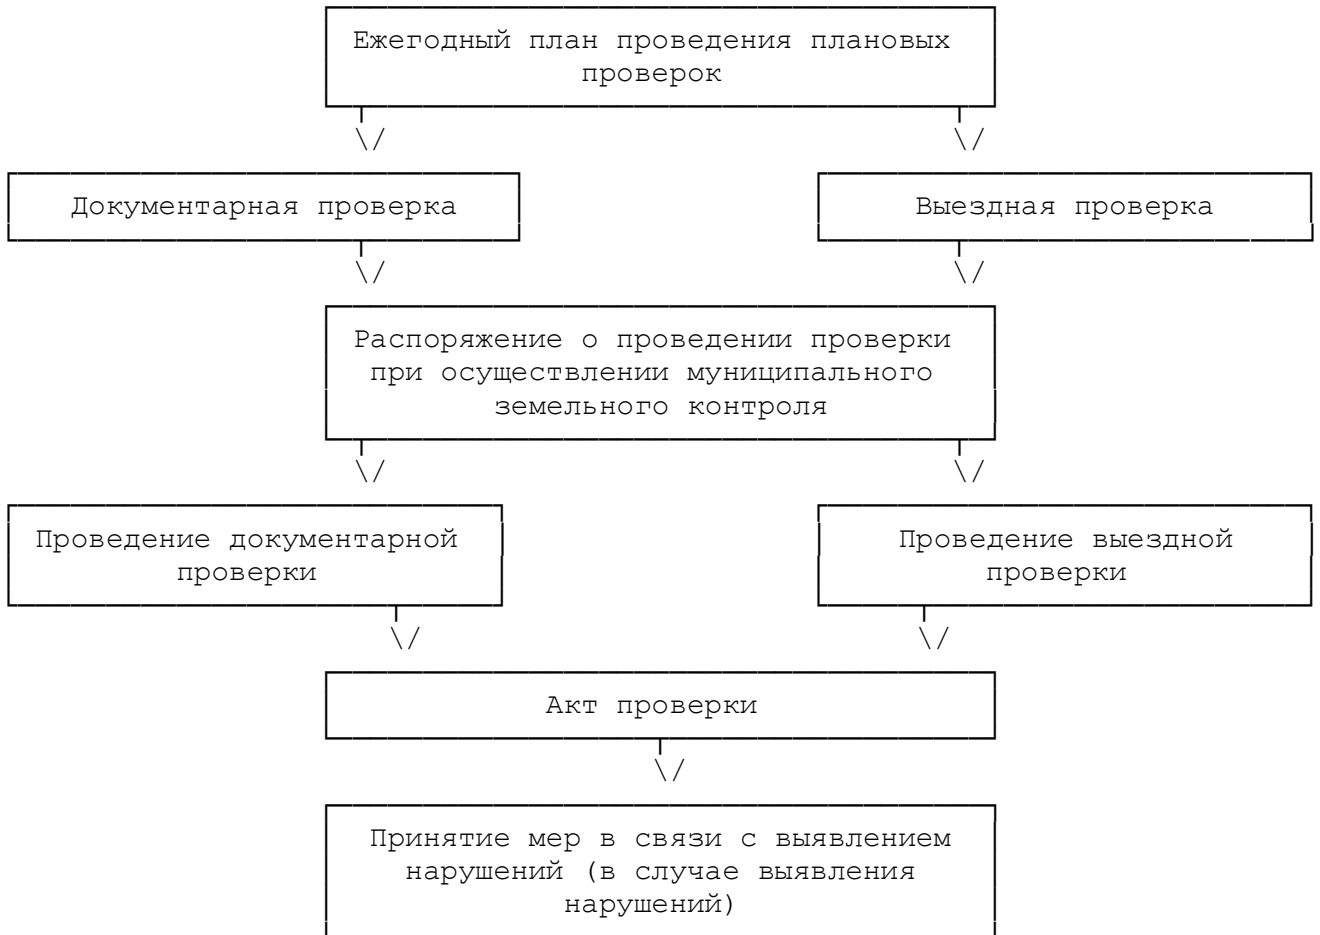 Ежегодный план проведения плановых
проверок
Документарная проверка
Выездная проверка
Распоряжение о проведении проверки
при осуществлении муниципального
земельного контроля
Проведение документарной
проверки
Проведение выездной
проверки
Акт проверки
Принятие мер в связи с выявлением
нарушений (в случае выявления
нарушений)